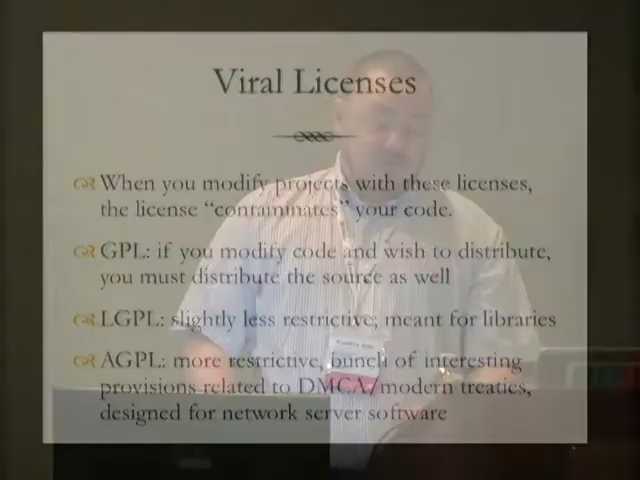 Viral Licenses
When you modify projects with these licenses,
the license “contaminates” your code.
GPL: if you modify code and wish to distribute,
you must distribute the source as well
LGPL: slightly less restrictive; meant for libraries
AGPL: more restrictive, bunch of interesting
provisions related to DMCA/modern treaties,
designed for network server software